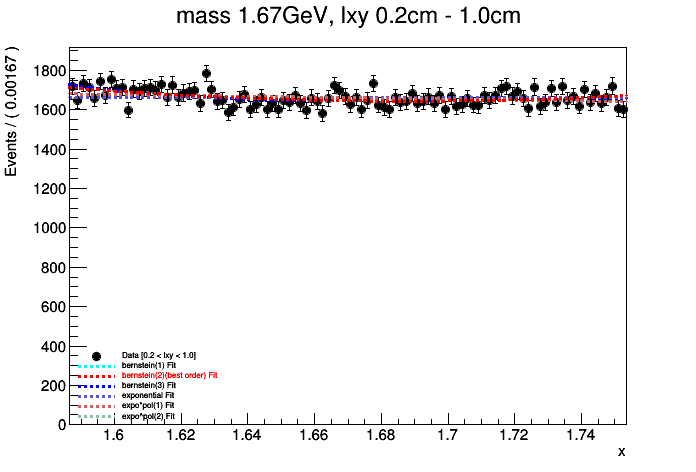 mass 1.67GeV, lxy 0.2cm - 1.0cm
Events / ( 0.00167 )
1800
1600
1400
1200
1000
800
600
400
200
0
Data [0.2 < lxy < 1.0]
bernstein(1) Fit
bernstein(2)(best order) Fit
bernstein(3) Fit
exponential Fit
expo*pol(1) Fit
expo*pol(2) Fit
1.6 1.62 1.64 1.66 1.68 1.7 1.72 1.74
x